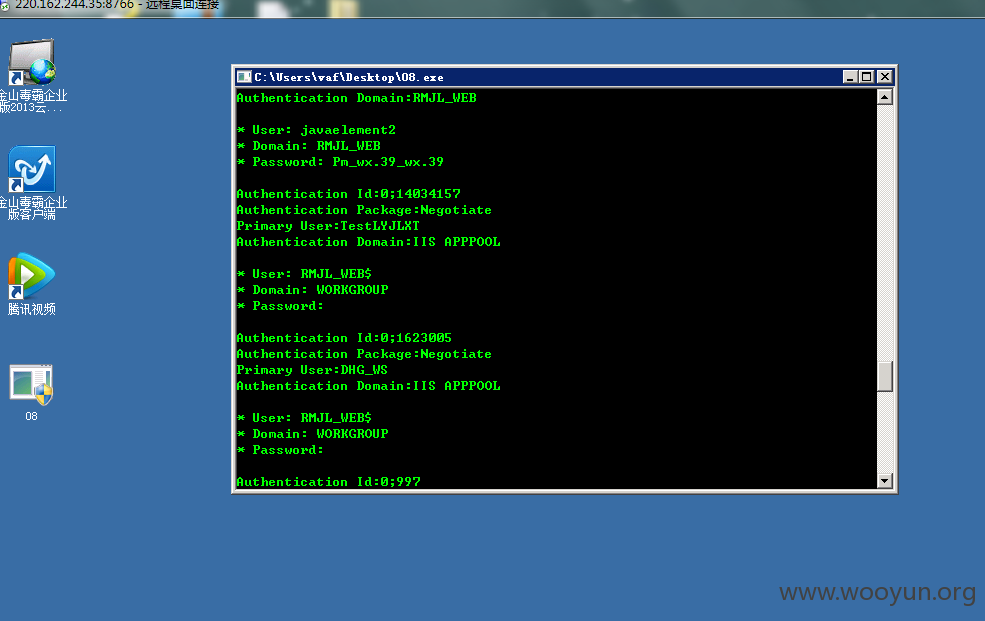 220.162.244.35:8766 - 远程桌面连接
金山毒霸企业
版2013云...
金山毒霸企业
版客户端
腾讯视频
08
C:\Users\vaf\Desktop\08.exe
Authentication Domain:RMJL_WEB
* User: javaelement2
* Domain: RMJL_WEB
* Password: Pm_wx.39_wx.39
Authentication Id:0;14034157
Authentication Package:Negotiate
Primary User:TestLYJLXT
Authentication Domain:IIS APPPOOL
* User: RMJL_WEB$
* Domain: WORKGROUP
* Password:
Authentication Id:0;1623005
Authentication Package:Negotiate
Primary User:DHG_WS
Authentication Domain:IIS APPPOOL
* User: RMJL_WEB$
* Domain: WORKGROUP
* Password:
Authentication Id:0;997
www.wooyun.org